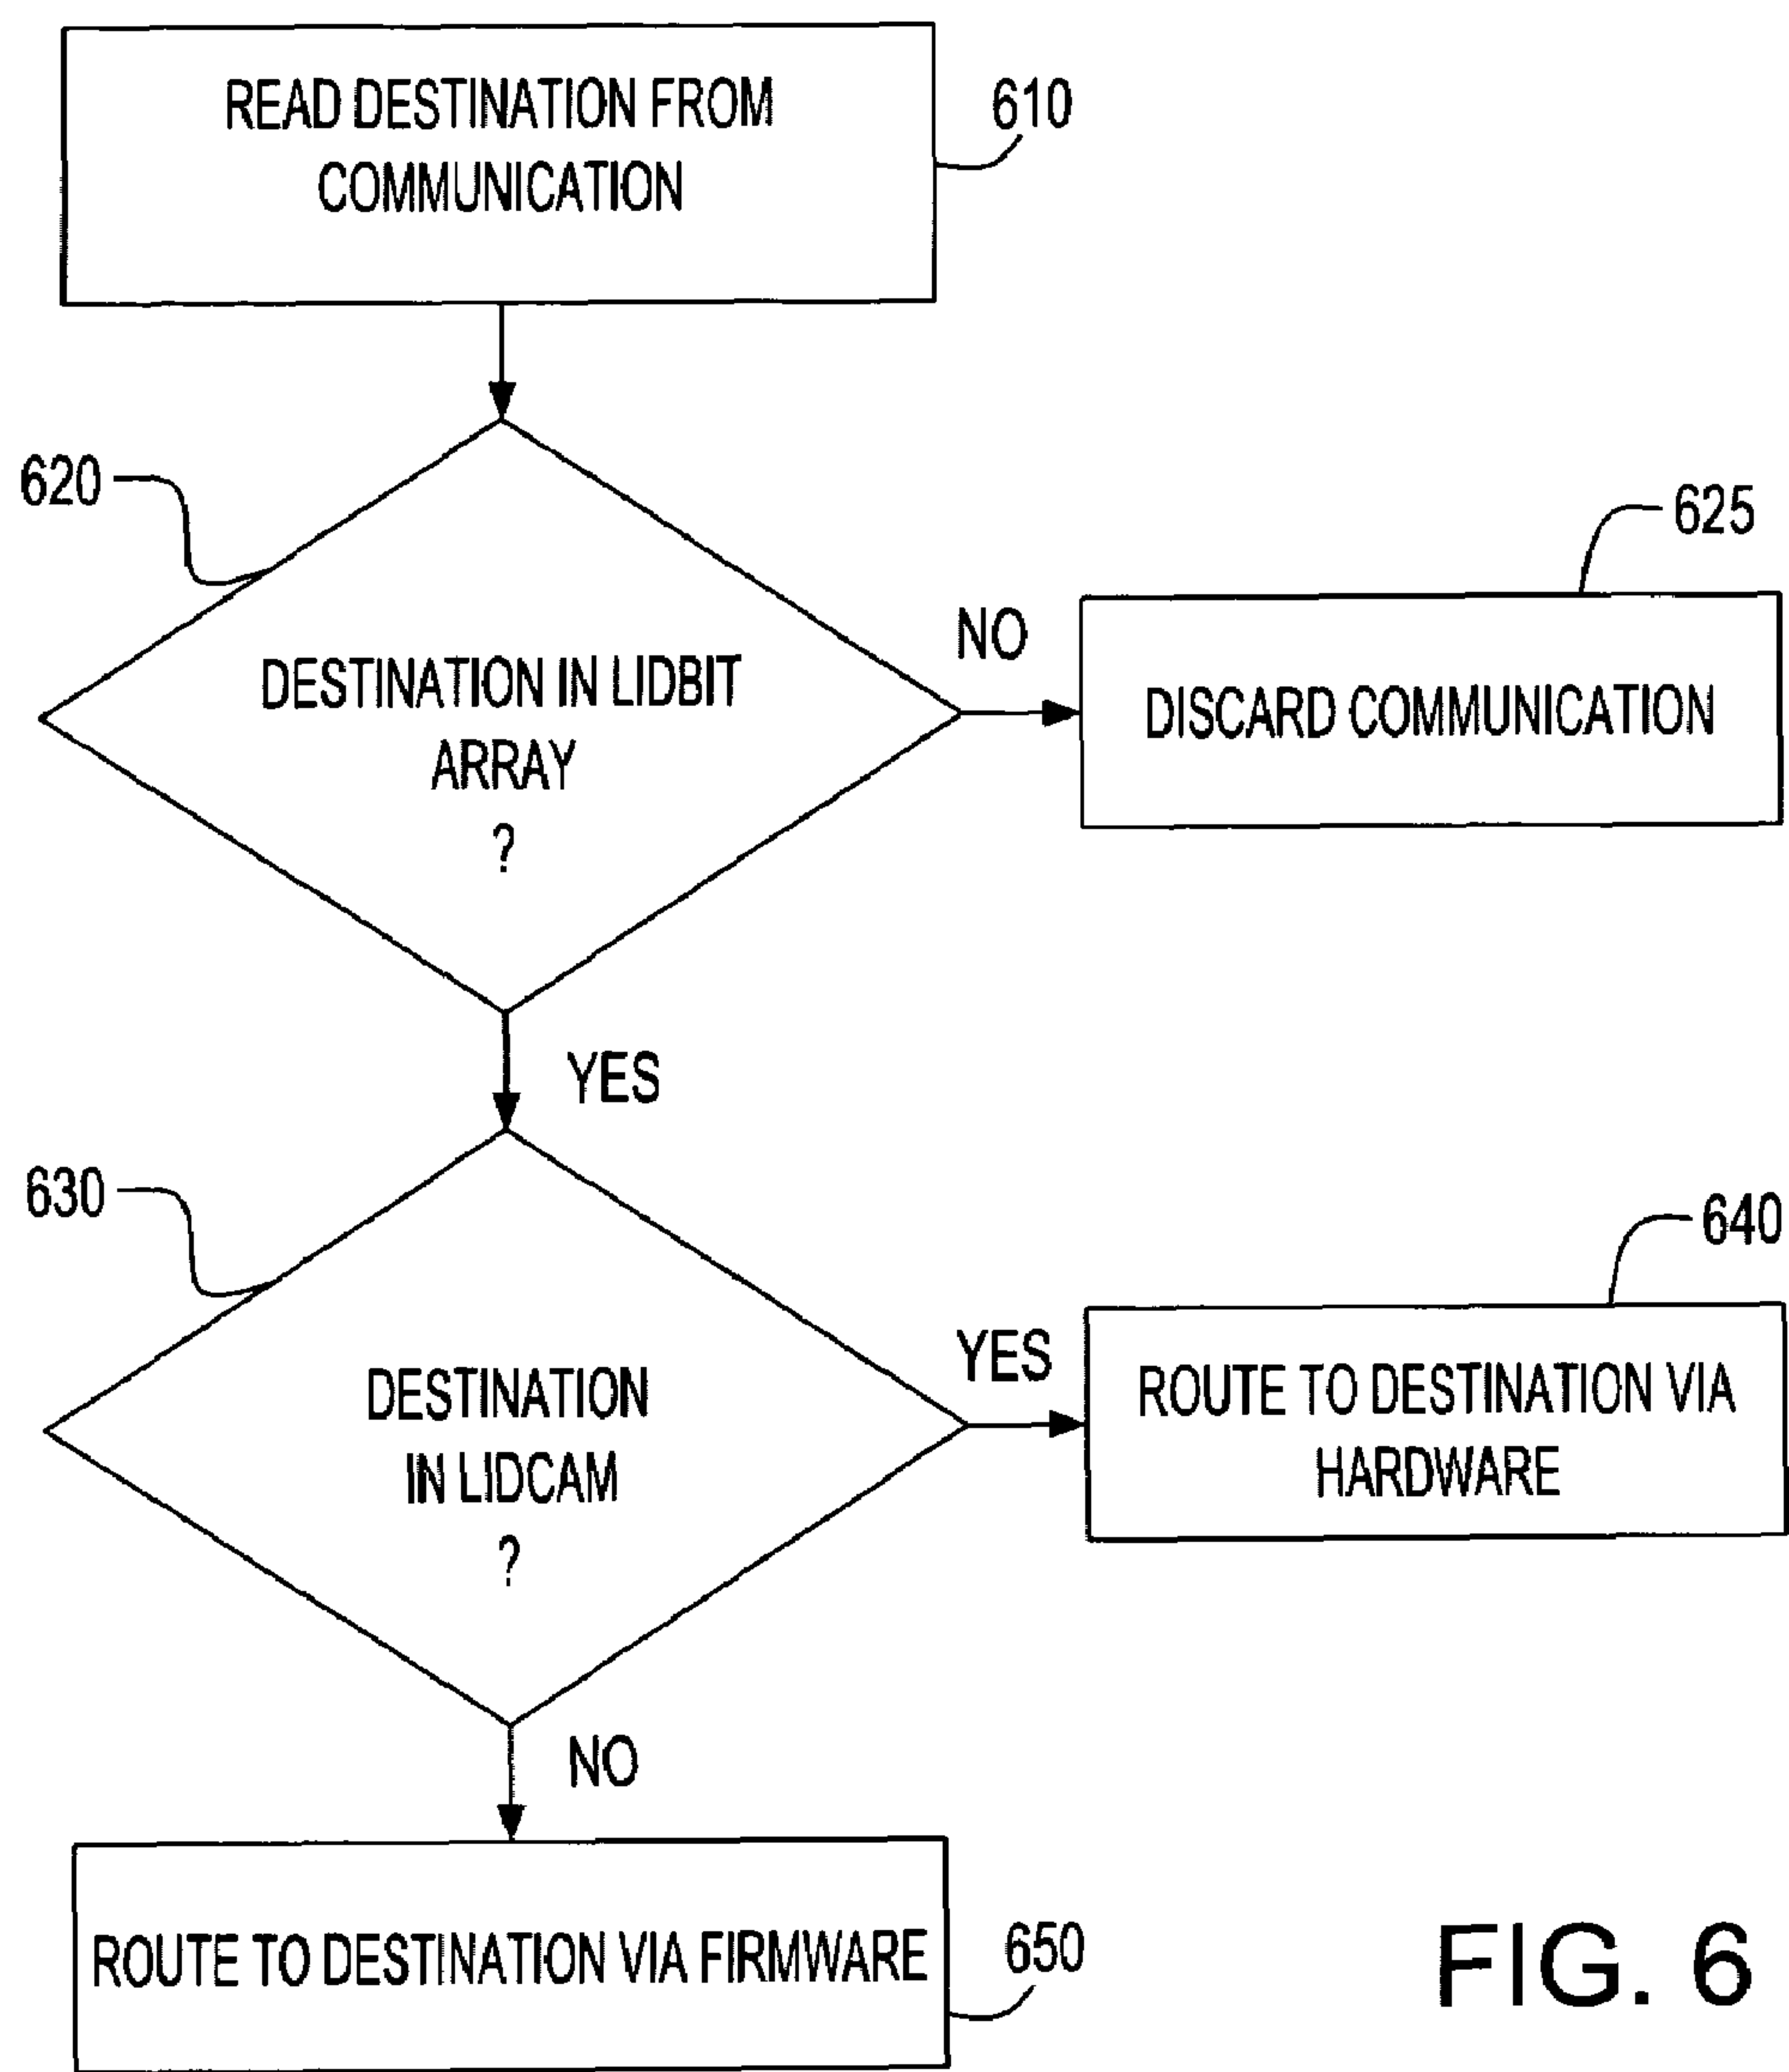 READ DESTINATION FROM
COMMUNICATION
610
620
DESTINATION IN LIDBIT
ARRAY
?
NO
625
DISCARD COMMUNICATION
YES
630
DESTINATION
IN LIDCAM
?
YES
640
ROUTE TO DESTINATION VIA
HARDWARE
NO
ROUTE TO DESTINATION VIA FIRMWARE
650
FIG. 6